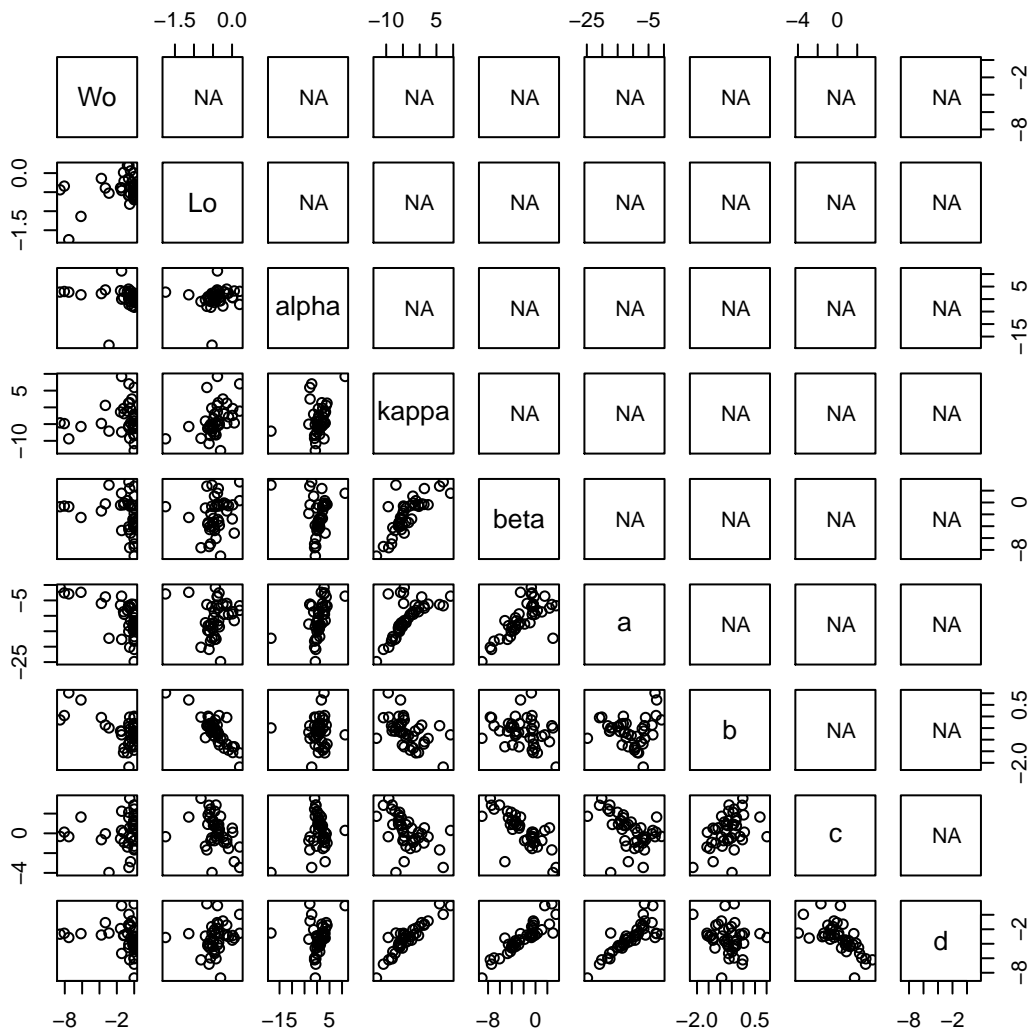 −1.5 0.0 −10 5 −25 −5 −4 0
Wo NA NA NA NA NA NA NA NA −8 −2
−1.5 0.0 Lo NA NA NA NA NA NA NA
alpha NA NA NA NA NA NA −15 5
−10 5 kappa NA NA NA NA NA
beta NA NA NA NA −8 0
−25 −5 a NA NA NA
b NA NA −2.0 0.5
−4 0 c NA
d −8 −2
−8 −2 −15 5 −8 0 −2.0 0.5 −8 −2